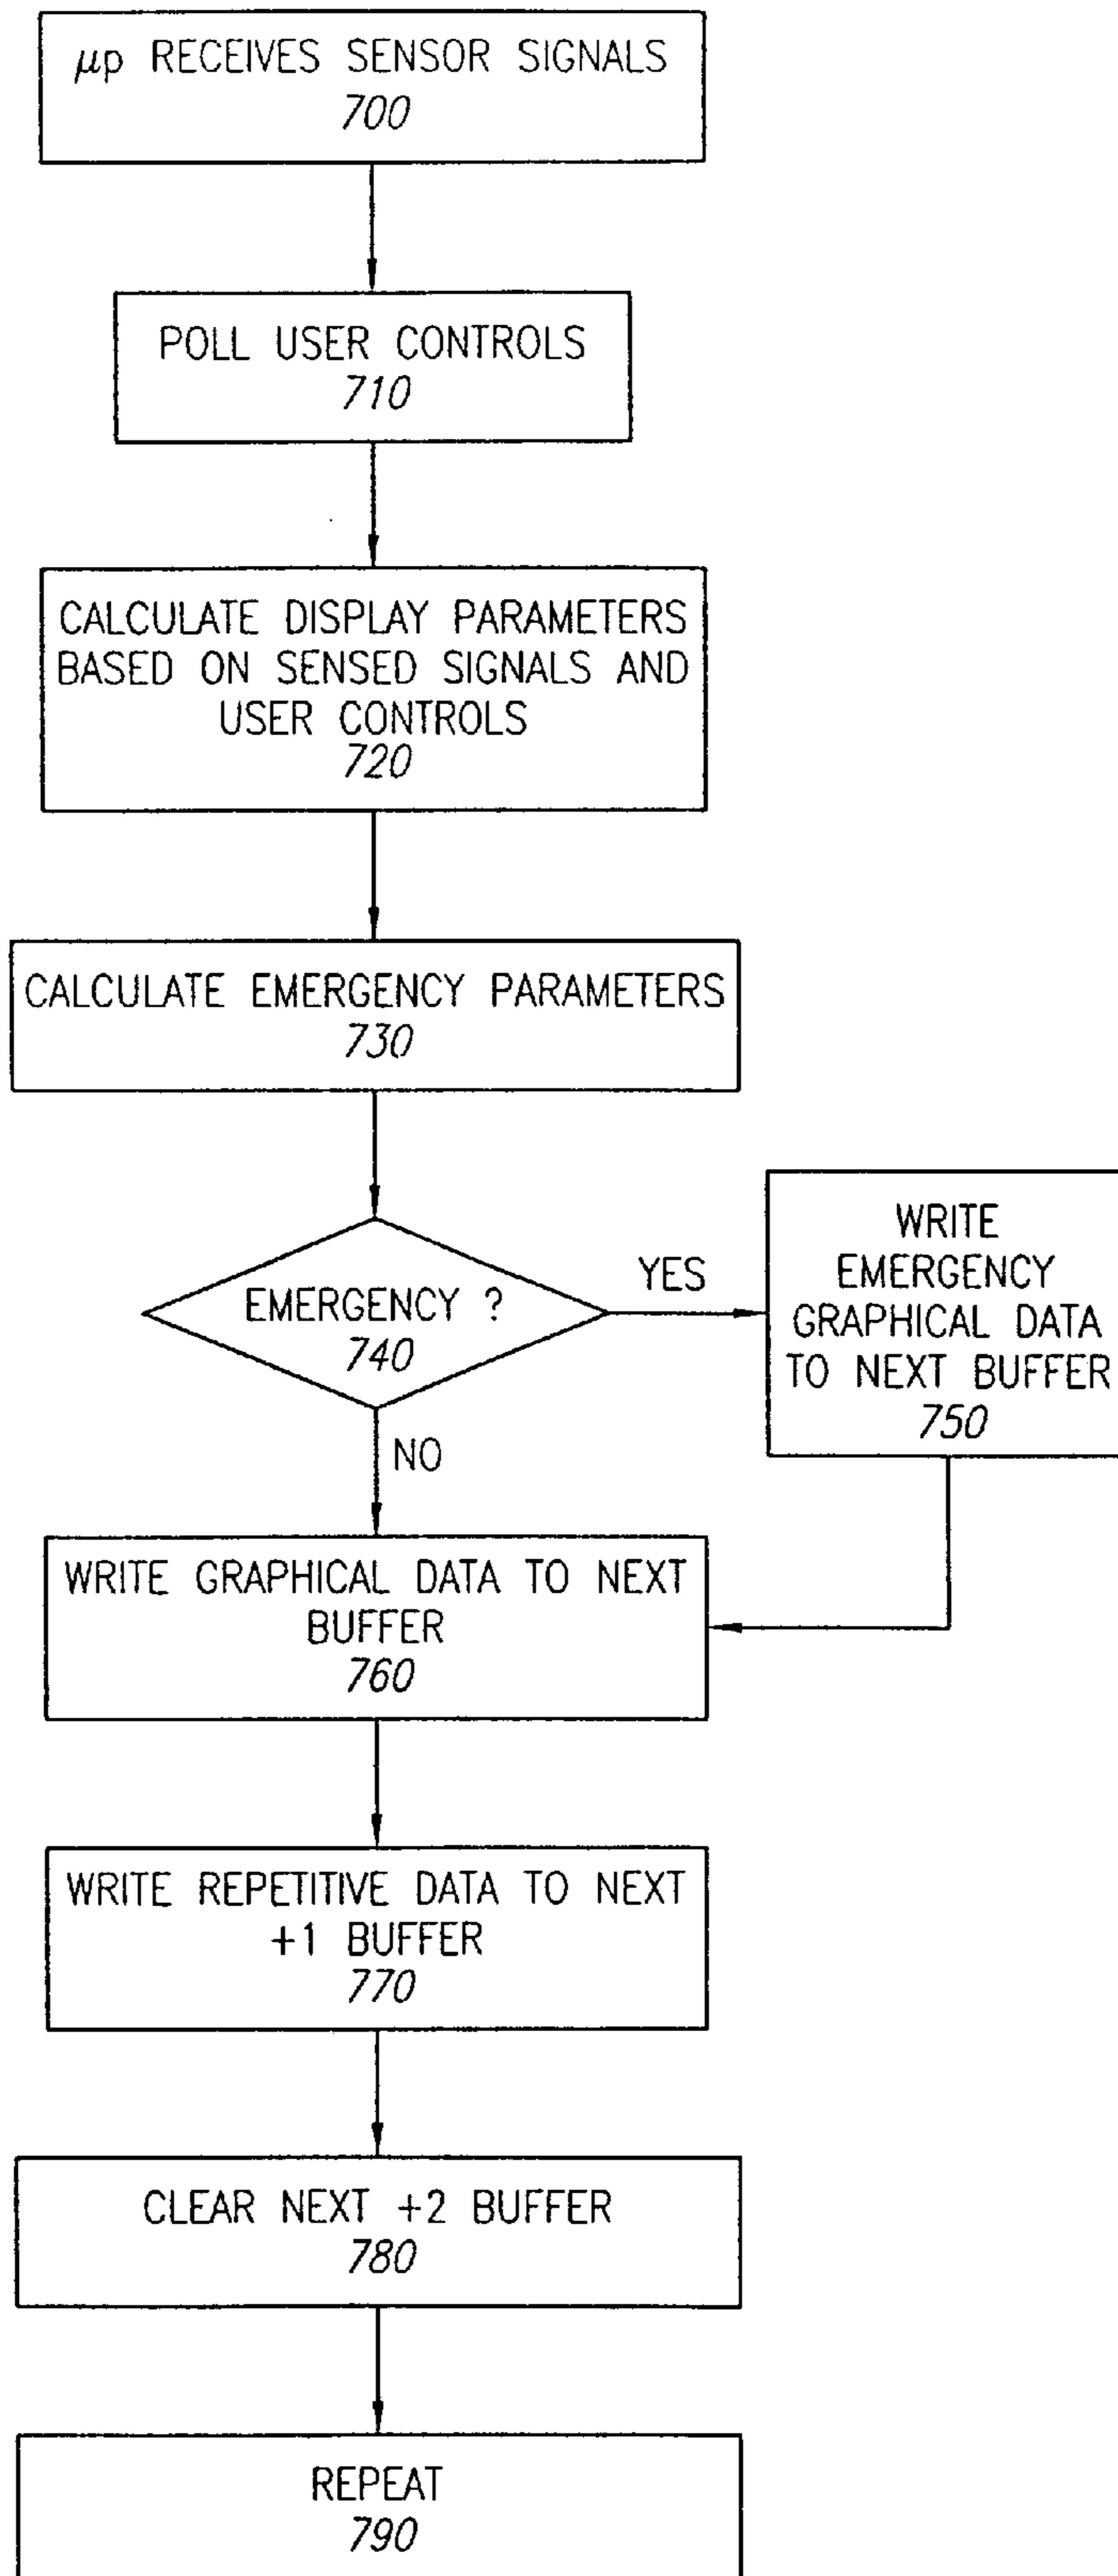 μp RECEIVES SENSOR SIGNALS
700
POLL USER CONTROLS
710
CALCULATE DISPLAY PARAMETERS
BASED ON SENSED SIGNALS AND
USER CONTROLS
720
CALCULATE EMERGENCY PARAMETERS
730
EMERGENCY ?
740
YES
WRITE
EMERGENCY
GRAPHICAL DATA
TO NEXT BUFFER
750
NO
WRITE GRAPHICAL DATA TO NEXT
BUFFER
760
WRITE REPETITIVE DATA TO NEXT
+1 BUFFER
770
CLEAR NEXT +2 BUFFER
780
REPEAT
790